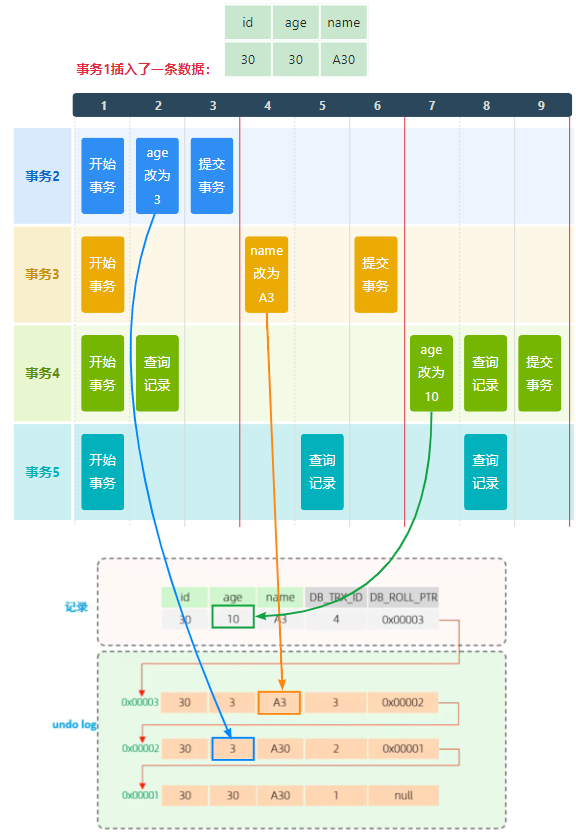 id age name
事务1插入了一条数据：
30 30 A30
1 2 3 4 5 6 7 8 9
事务2
开始
事务
age
改为
3
提交
事务
事务3
开始
事务
name
改为
A3
提交
事务
事务4
开始
事务
查询
记录
age
改为
10
查询
记录
提交
事务
事务5
开始
事务
查询
记录
查询
记录
记录
id age name DB_TRX_ID DB_ROLL_PTR
30 10 A3 4 0x00003
undo log
0x00003 30 3 A3 3 0x00002
0x00002 30 3 A30 2 0x00001
0x00001 30 30 A30 1 null